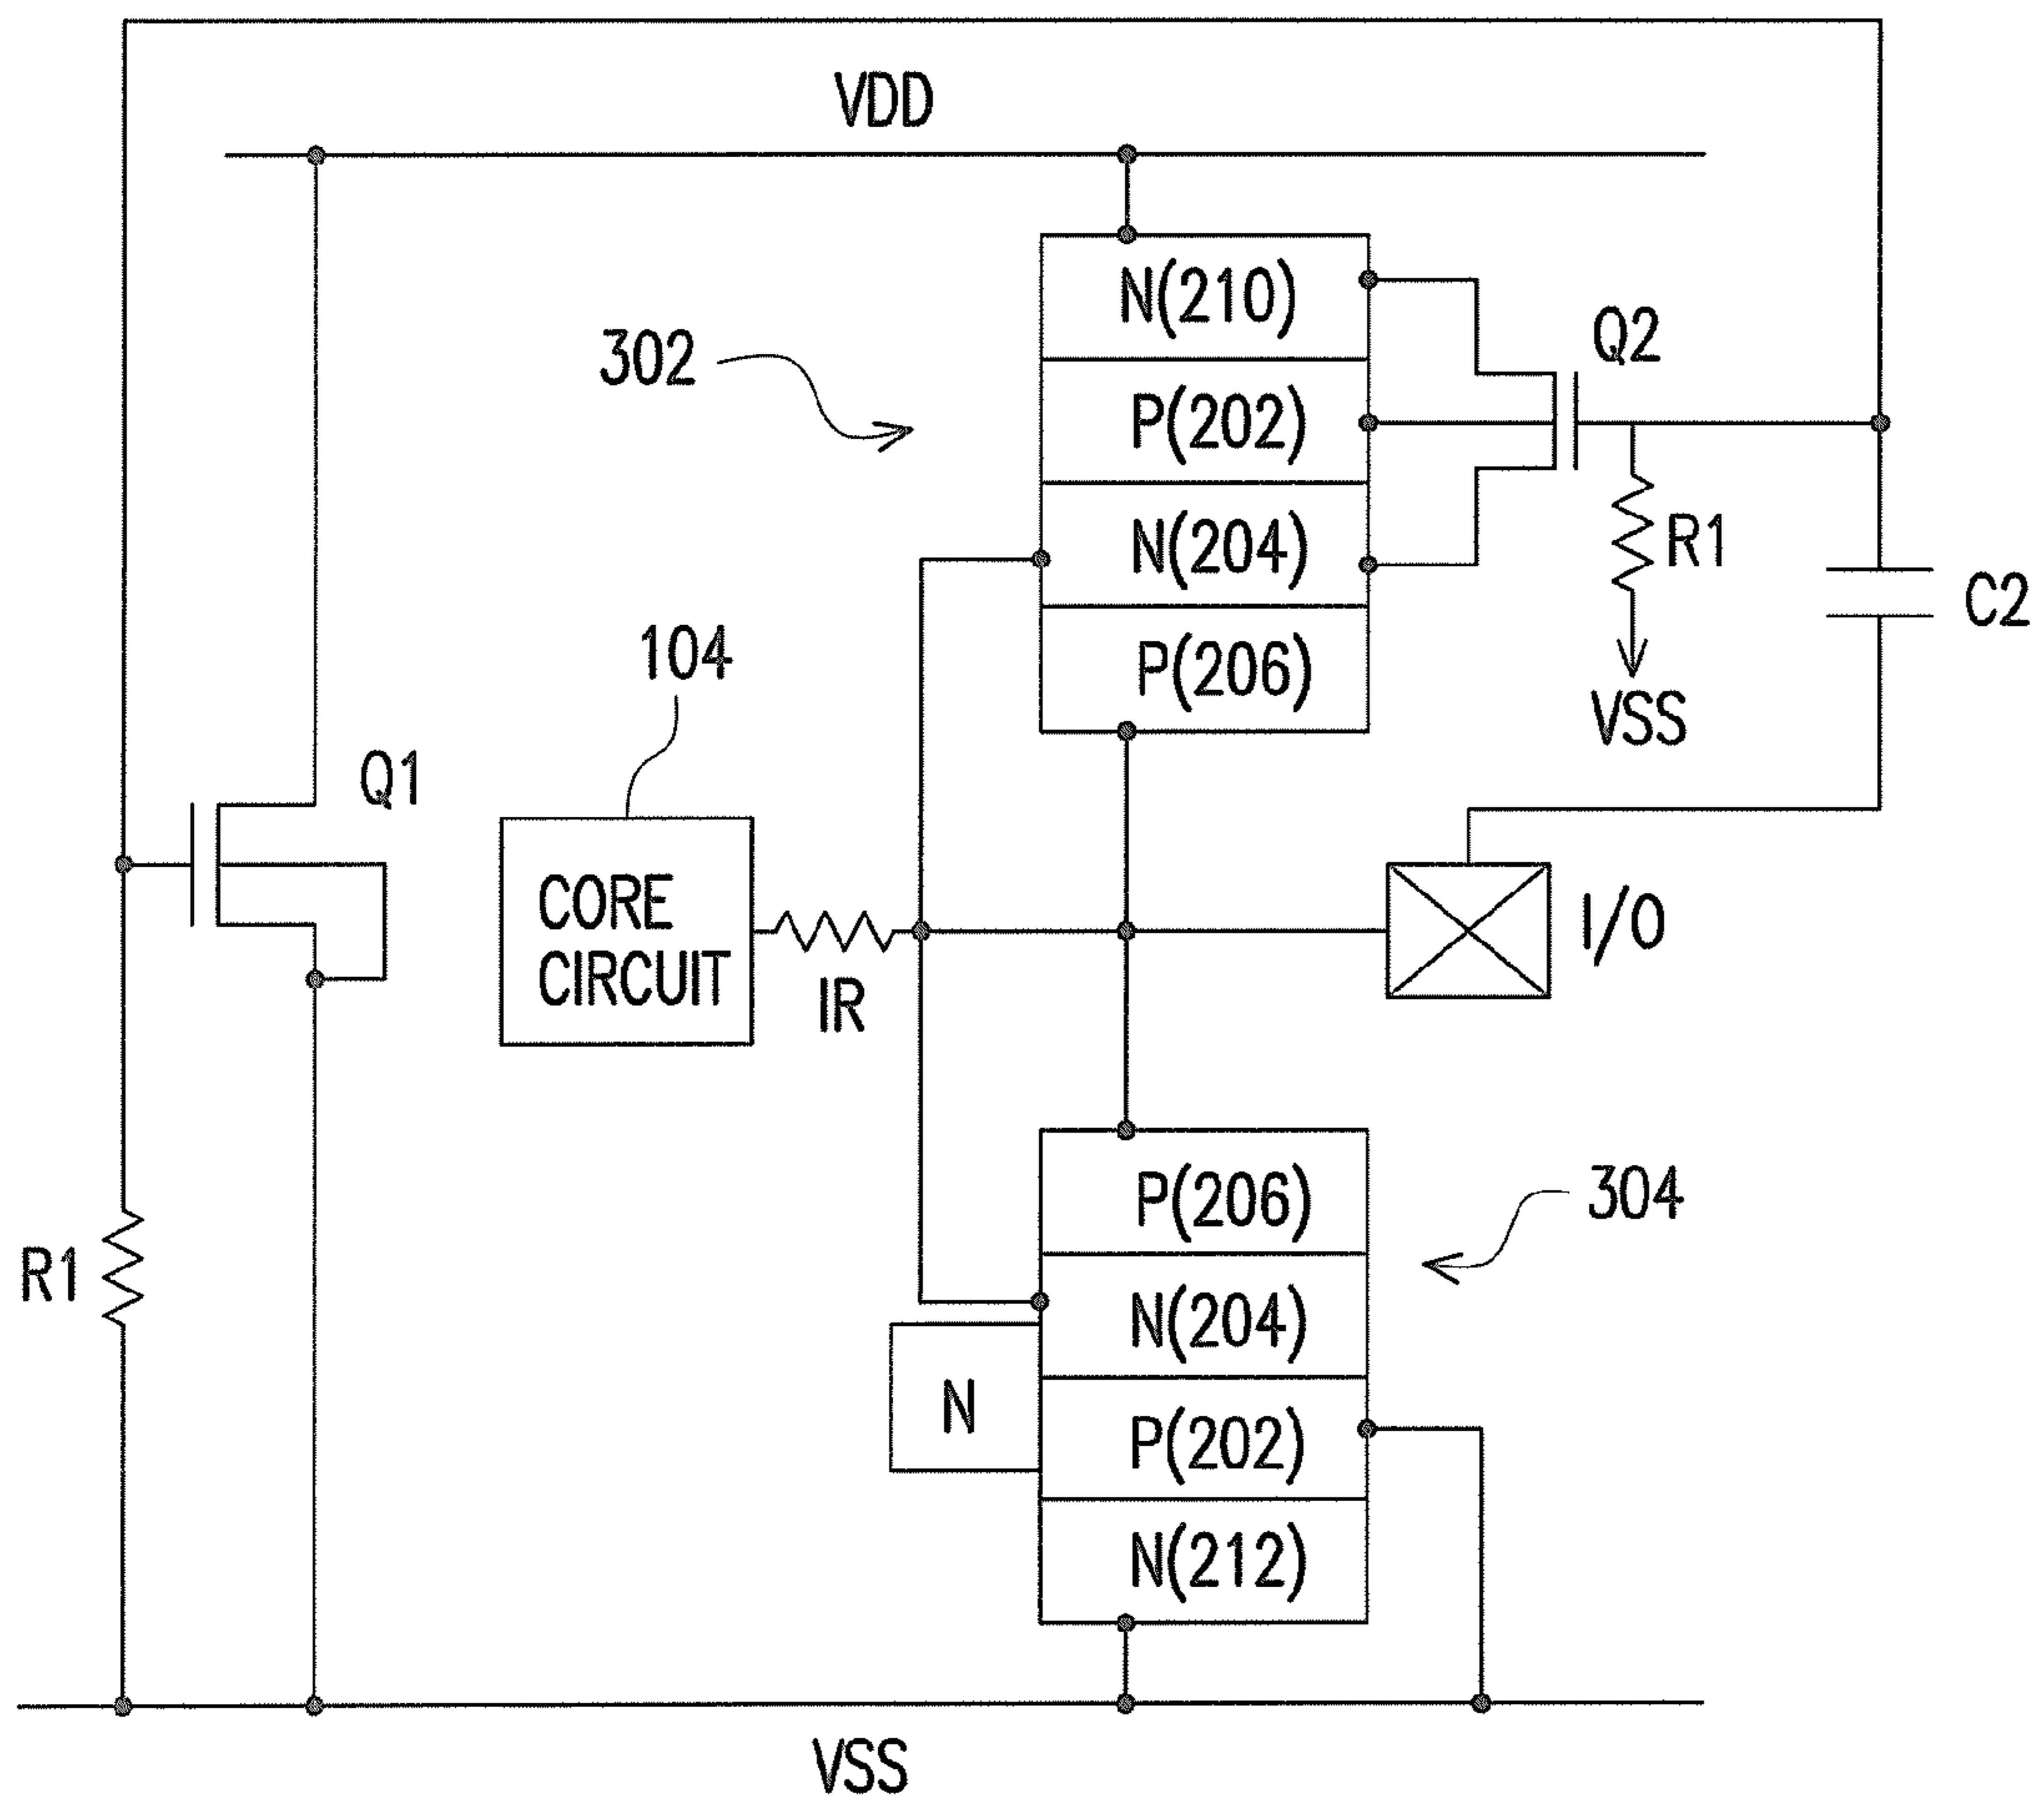 VDD
N(210)
Q2
302
P(202)
N(204)
R1
C2
104
P(206)
VSS
Q1
CORE
CIRCUIT
IR
I/O
P(206)
304
R1
N(204)
N
P(202)
N(212)
VSS